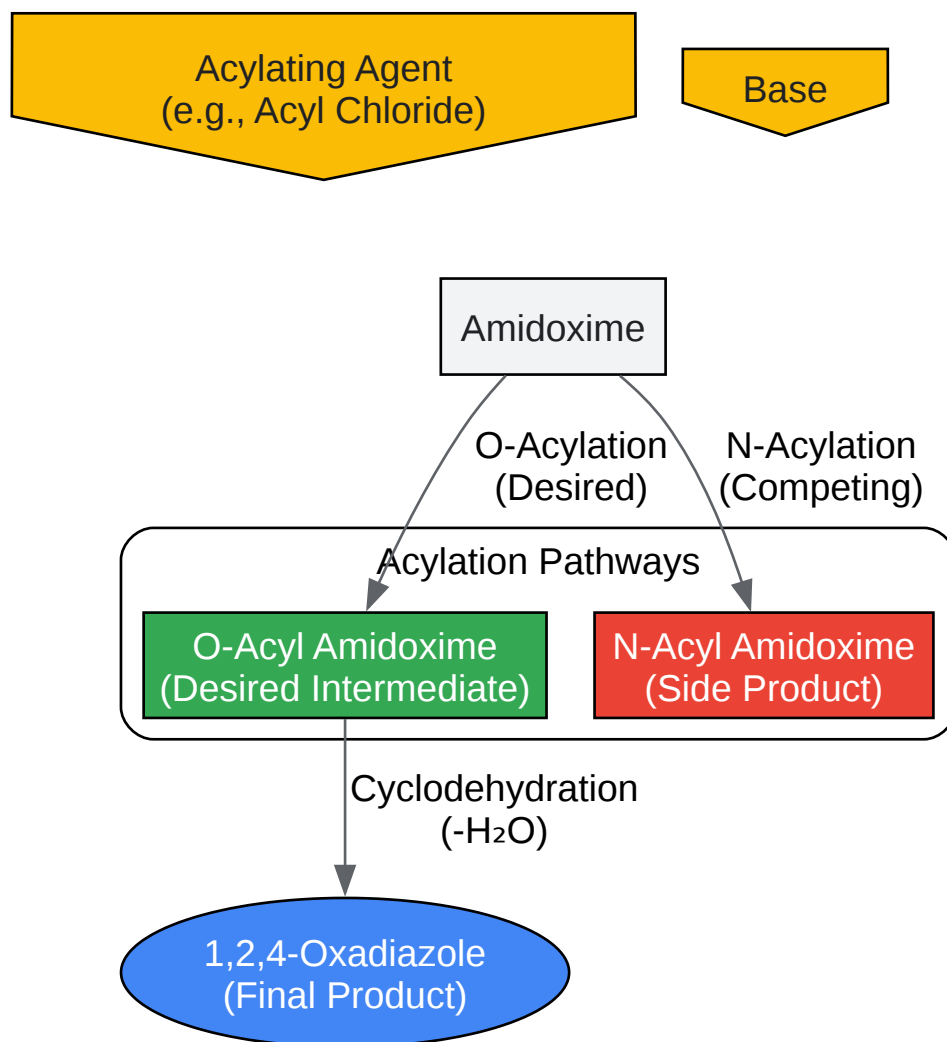 Acylating Agent
(e.g., Acyl Chloride)
Base
Amidoxime
O-Acylation
(Desired)
N-Acylation
(Competing)
Acylation Pathways
O-Acyl Amidoxime
(Desired Intermediate)
N-Acyl Amidoxime
(Side Product)
Cyclodehydration
(-H₂O)
1,2,4-Oxadiazole
(Final Product)